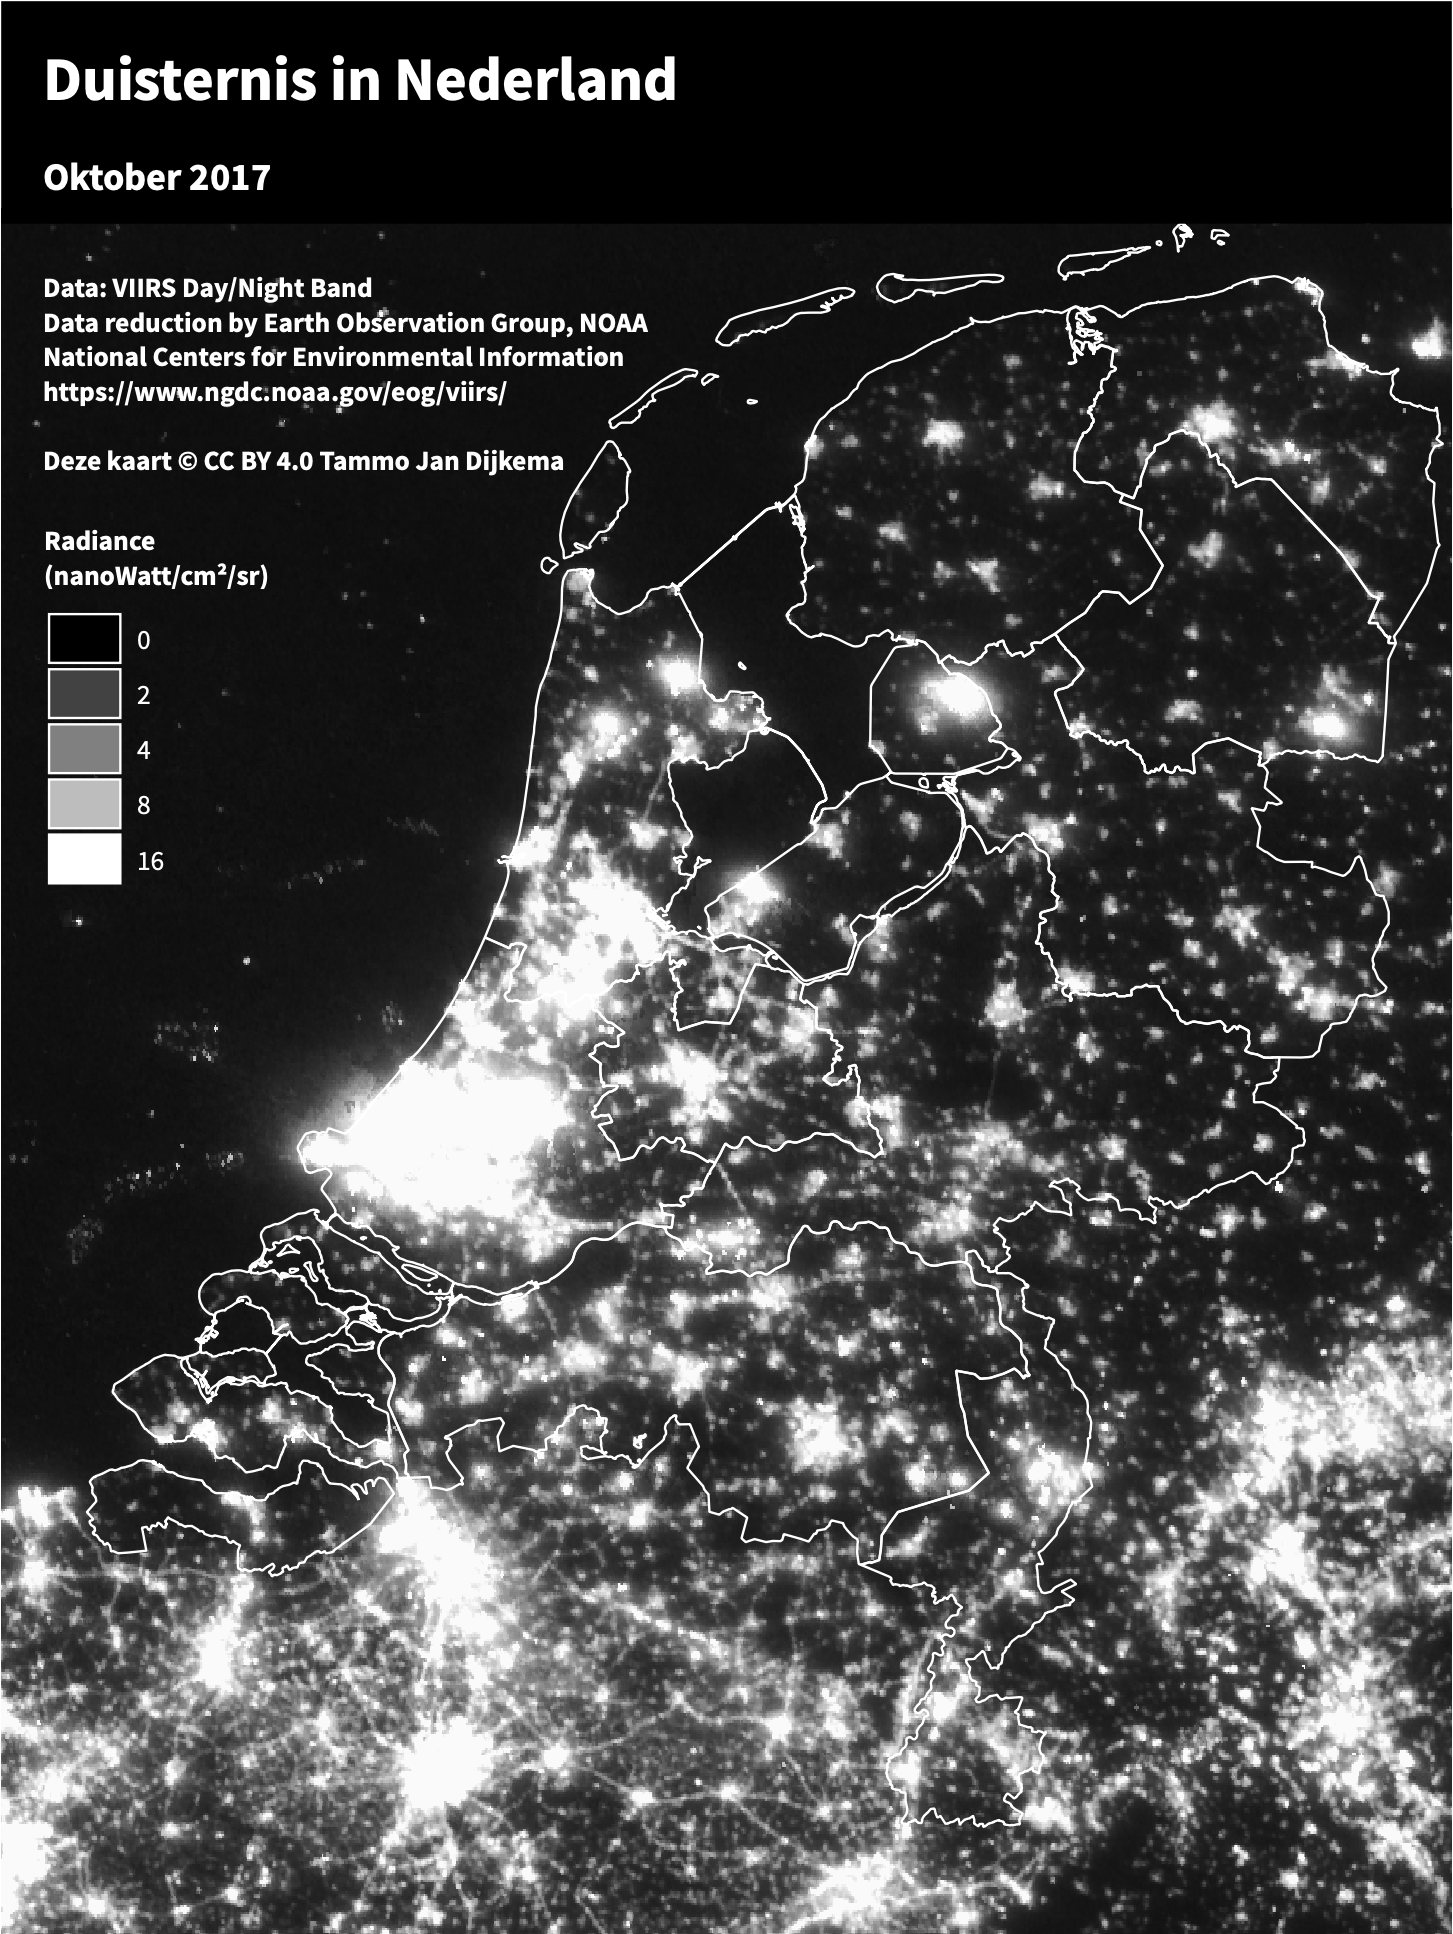 Duisternis in Nederland
Oktober 2017
Data: VIIRS Day/Night Band
Data reduction by Earth Observation Group, NOAA
National Centers for Environmental Information
https://www.ngdc.noaa.gov/eog/viirs/
Deze kaart © CC BY 4.0 Tammo Jan Dijkema
Radiance
(nanoWatt/cm²/sr)
0
2
4
8
16